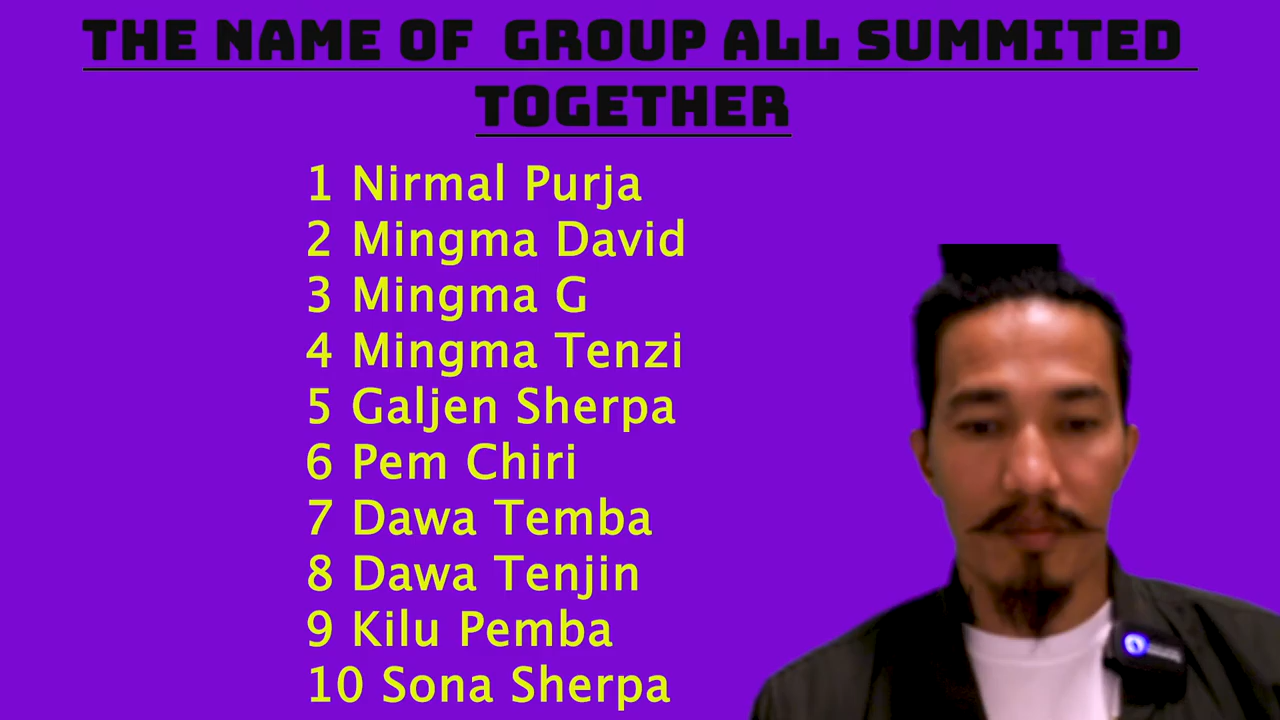 THE NAME OF GROUP ALL SUMMITED
TOGETHER
1 Nirmal Purja
2 Mingma David
3 Mingma G
4 Mingma Tenzi
5 Galjen Sherpa
6 Pem Chiri
7 Dawa Temba
8 Dawa Tenjin
9 Kilu Pemba
10 Sona Sherpa